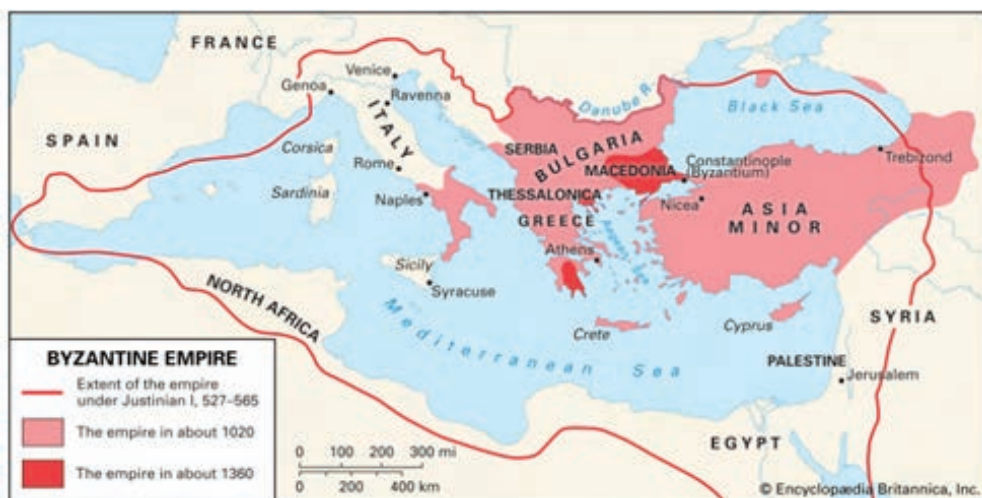 FRANCE
Venice
Genoa
Ravenna
Danube R.
Black Sea
SPAIN
ITALY
Corsica
SERBIA
BULGARIA
Rome
MACEDONIA
Constantinople
(Byzantium)
Trebizond
Sardinia
Naples
THESSALONICA
Nicea
ASIA
MINOR
GREECE
Aegean Sea
Athens
Sicily
Syracuse
NORTH AFRICA
Mediterranean Sea
Crete
Cyprus
SYRIA
PALESTINE
Jerusalem
EGYPT
BYZANTINE EMPIRE
Extent of the empire
under Justinian I, 527–565
The empire in about 1020
The empire in about 1360
0 100 200 300 mi
0 200 400 km
© Encyclopædia Britannica, Inc.